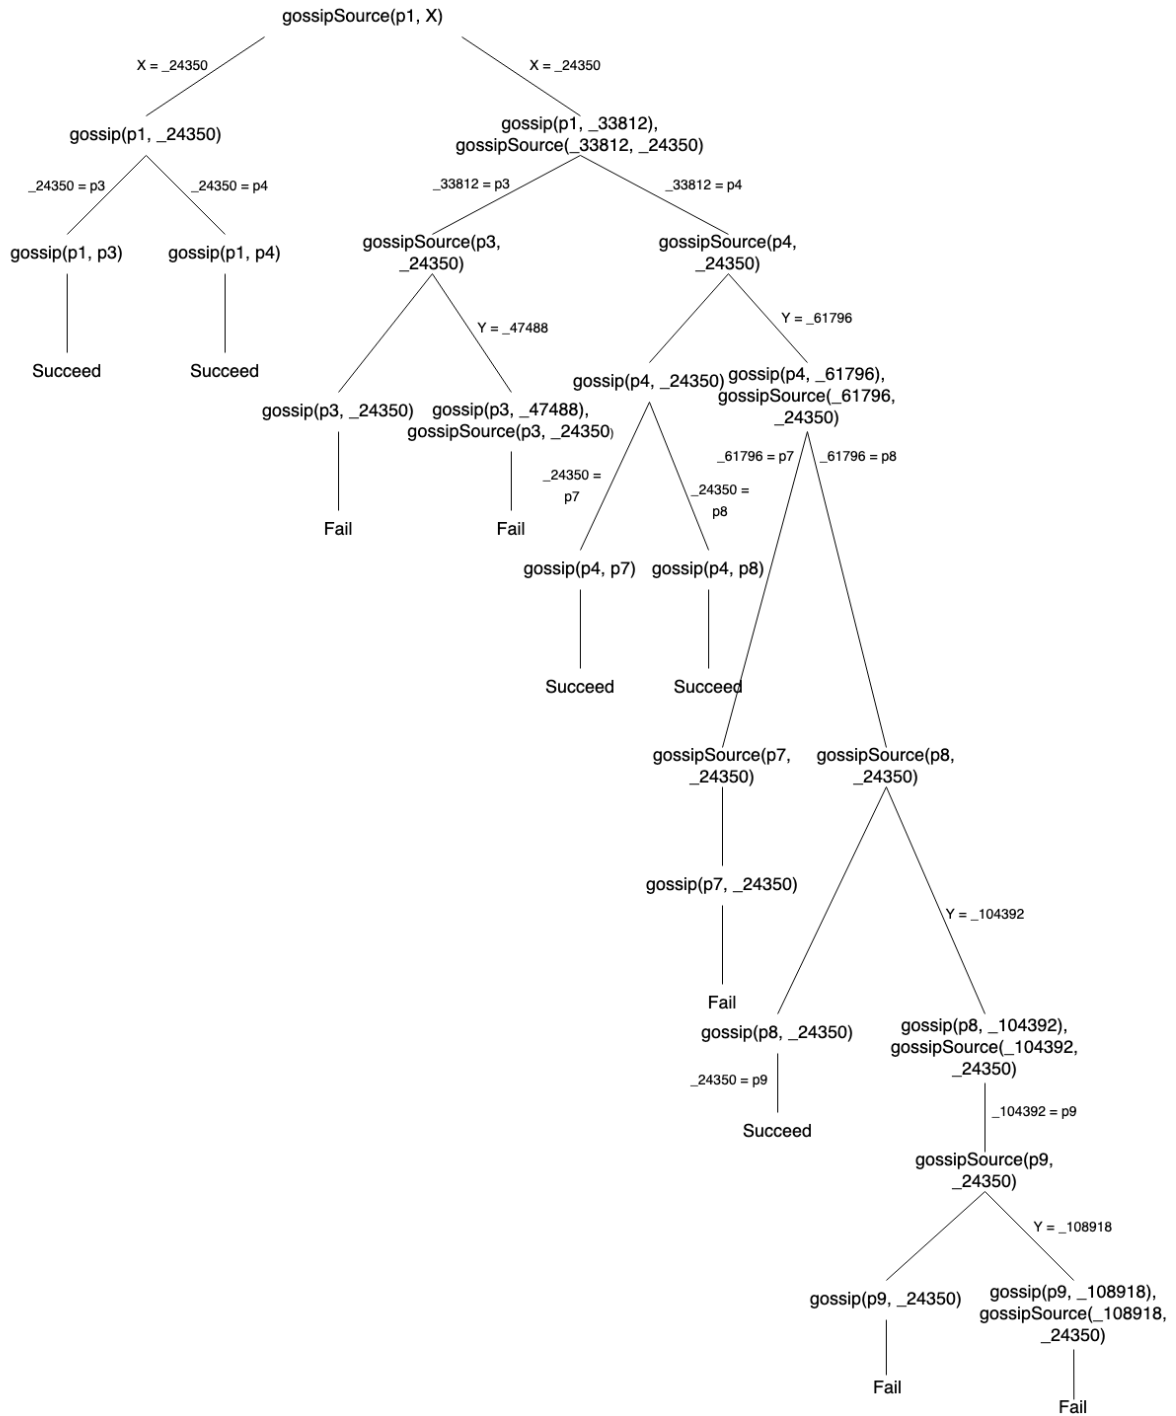 gossipSource(p1, X)
X = _24350
X = _24350
gossip(p1, _24350)
gossip(p1, _33812),
gossipSource(_33812, _24350)
_24350 = p3
_24350 = p4
_33812 = p3
_33812 = p4
gossip(p1, p3)
gossip(p1, p4)
gossipSource(p3,
_24350)
gossipSource(p4,
_24350)
Y = _47488
Y = _61796
Succeed
Succeed
gossip(p3, _24350)
gossip(p3, _47488),
gossipSource(p3, _24350)
gossip(p4, _24350)
gossip(p4, _61796),
gossipSource(_61796,
_24350)
_24350 =
p7
_24350 =
p8
_61796 = p7
_61796 = p8
Fail
Fail
gossip(p4, p7)
gossip(p4, p8)
Succeed
Succeed
gossipSource(p7,
_24350)
gossipSource(p8,
_24350)
gossip(p7, _24350)
Y = _104392
Fail
gossip(p8, _24350)
gossip(p8, _104392),
gossipSource(_104392,
_24350)
_24350 = p9
_104392 = p9
Succeed
gossipSource(p9,
_24350)
Y = _108918
gossip(p9, _24350)
gossip(p9, _108918),
gossipSource(_108918,
_24350)
Fail
Fail